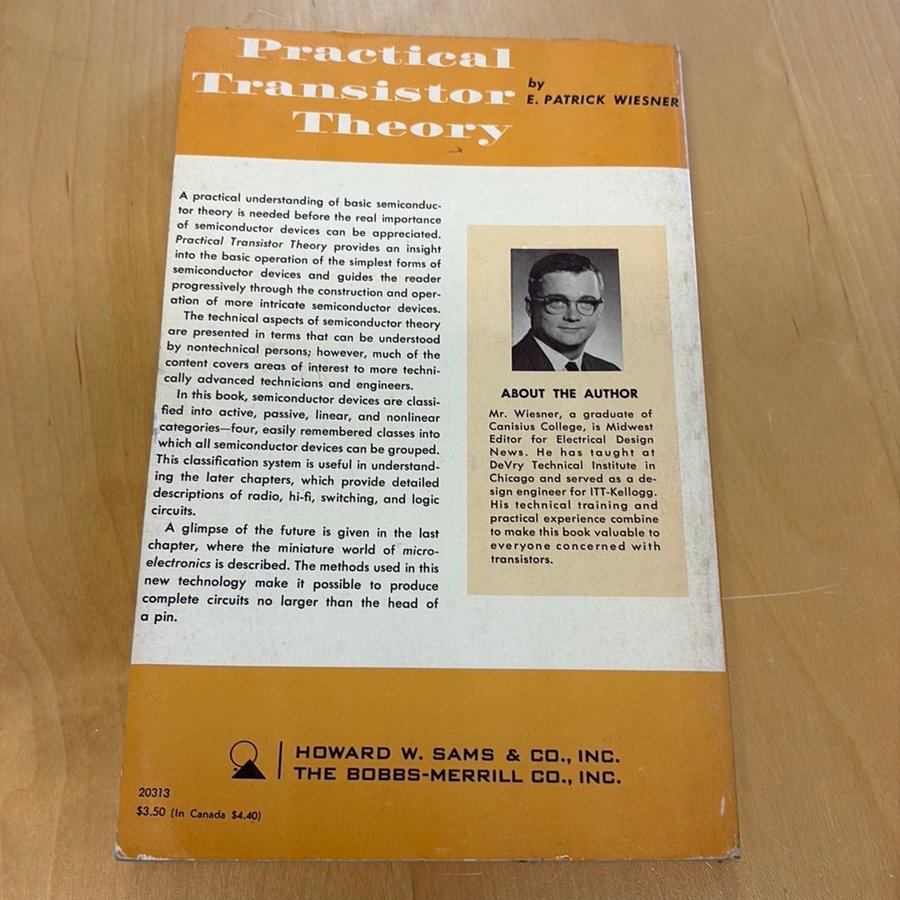 Practical
Transistor
Theory
by
E. PATRICK WIESNER
A practical understanding of basic semiconduc-
tor theory is needed before the real importance
of semiconductor devices can be appreciated.
Practical Transistor Theory provides an insight
into the basic operation of the simplest forms of
semiconductor devices and guides the reader
progressively through the construction and oper-
ation of more intricate semiconductor devices.
The technical aspects of semiconductor theory
are presented in terms that can be understood
by nontechnical persons; however, much of the
content covers areas of interest to more techni-
cally advanced technicians and engineers.
In this book, semiconductor devices are classi-
fied into active, passive, linear, and nonlinear
categories—four, easily remembered classes into
which all semiconductor devices can be grouped.
This classification system is useful in understand-
ing the later chapters, which provide detailed
descriptions of radio, hi-fi, switching, and logic
circuits.
A glimpse of the future is given in the last
chapter, where the miniature world of micro-
electronics is described. The methods used in this
new technology make it possible to produce
complete circuits no larger than the head of
a pin.
ABOUT THE AUTHOR
Mr. Wiesner, a graduate of
Canisius College, is Midwest
Editor for Electrical Design
News. He has taught at
DeVry Technical Institute in
Chicago and served as a de-
sign engineer for ITT-Kellogg.
His technical training and
practical experience combine
to make this book valuable to
everyone concerned with
transistors.
HOWARD W. SAMS & CO., INC.
THE BOBBS-MERRILL CO., INC.
20313
$3.50 (In Canada $4.40)